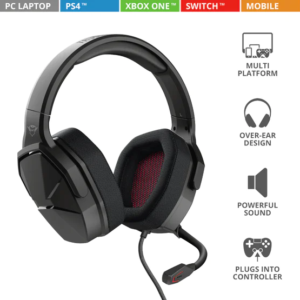 PC LAPTOP PS4™ XBOX ONE™ SWITCH™ MOBILE
MULTI
PLATFORM
OVER-EAR
DESIGN
POWERFUL
SOUND
PLUGS INTO
CONTROLLER